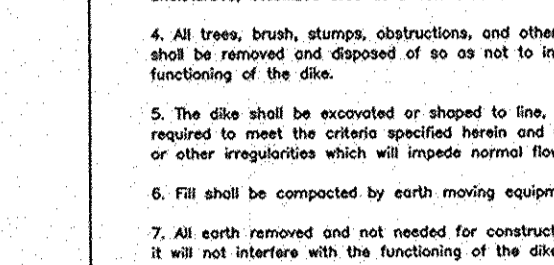 4. All trees, brush, stumps, obstructions, and other
shall be removed and disposed of so as not to in
functioning of the dike.
5. The dike shall be excavated or shaped to line,
required to meet the criteria specified herein and
or other irregularities which will impede normal flow
6. Fill shall be compacted by earth moving equipm
7. All earth removed and not needed for construct
it will not interfere with the functioning of the dike